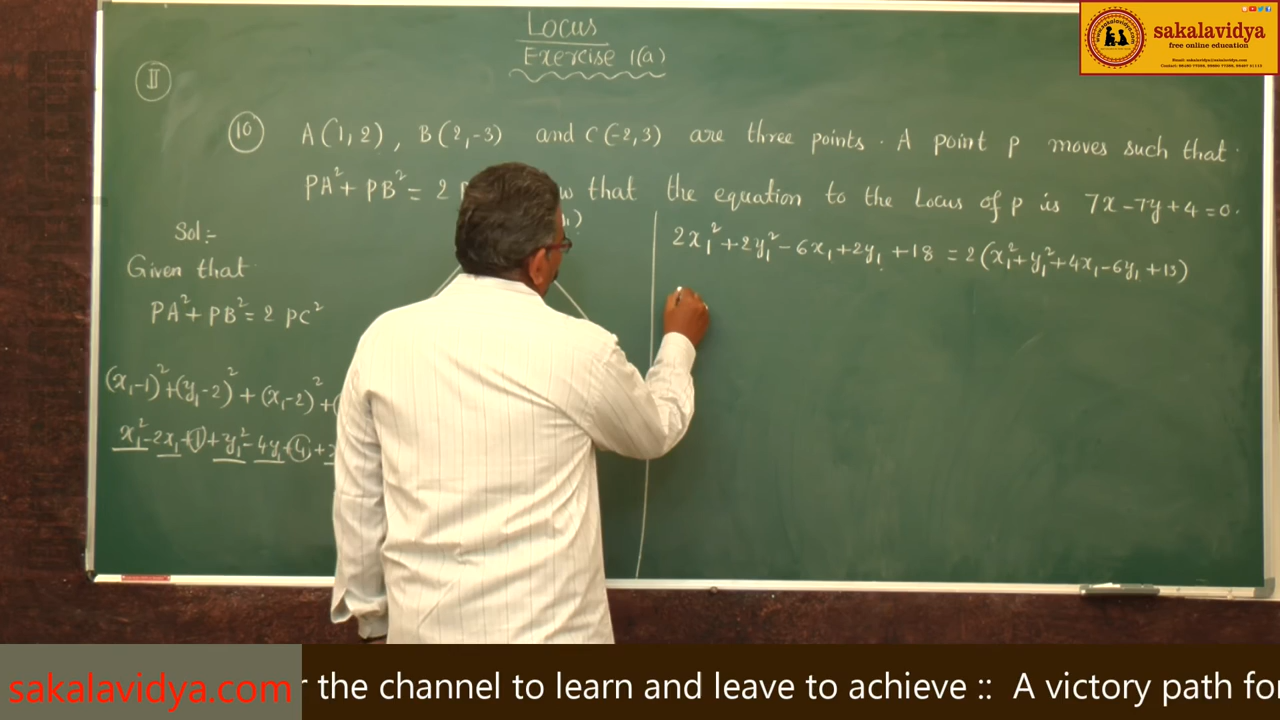 Locus
Exercise 1(a)
II
10 A(1,2), B(2,-3) and C(-2,3) are three points. A point P moves such that
PA²+PB²=2 P that the equation to the Locus of P is 7x-7y+4=0.
Sol:-
Given that
PA²+PB²=2 PC²
(x₁-1)²+(y₁-2)²+(x₁-2)²+(
x₁²-2x₁+1+y₁²-4y₁+4+
2x₁²+2y₁²-6x₁+2y₁+18=2(x₁²+y₁²+4x₁-6y₁+13)
sakalavidya
free online education
sakalavidya.com
r the channel to learn and leave to achieve :: A victory path for